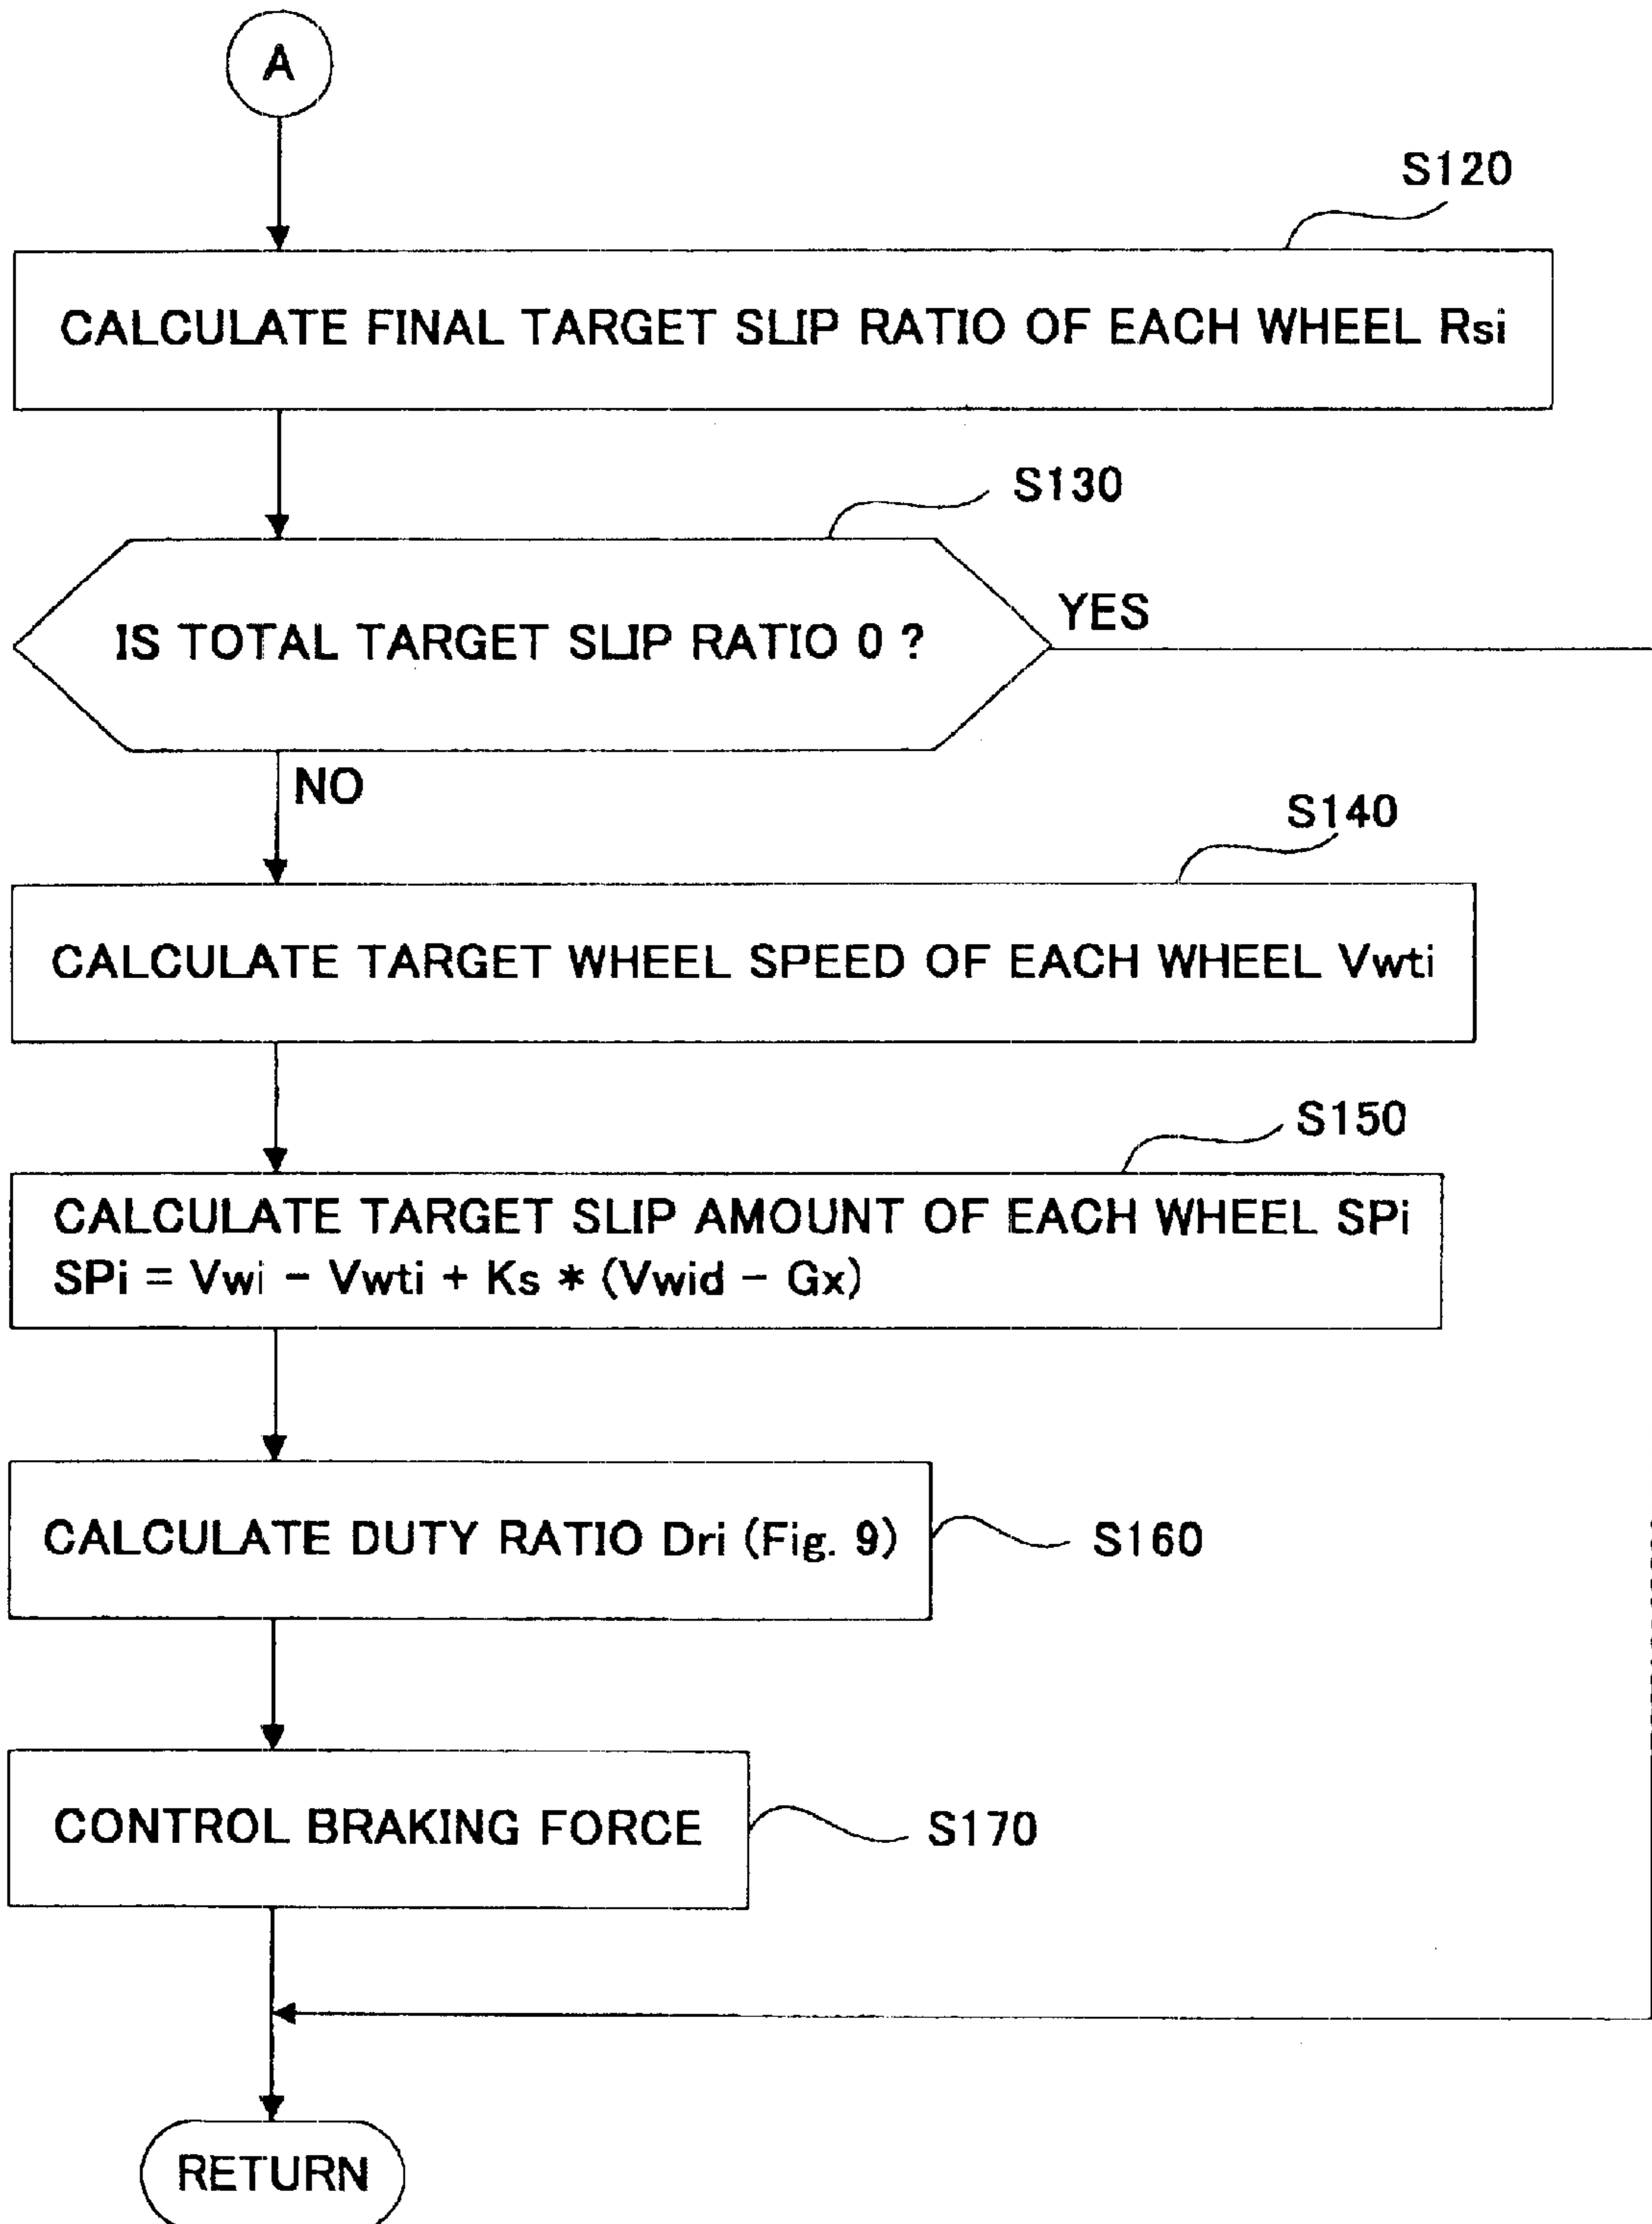 A
S120
CALCULATE FINAL TARGET SLIP RATIO OF EACH WHEEL Rsi
S130
IS TOTAL TARGET SLIP RATIO 0 ?
YES
NO
S140
CALCULATE TARGET WHEEL SPEED OF EACH WHEEL Vwti
S150
CALCULATE TARGET SLIP AMOUNT OF EACH WHEEL SPi
SPi = Vwi - Vwti + Ks * (Vwid - Gx)
CALCULATE DUTY RATIO Dri (Fig. 9)
S160
CONTROL BRAKING FORCE
S170
RETURN